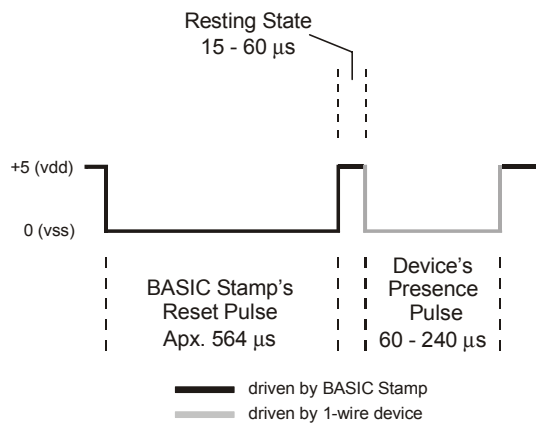 Resting State
15 - 60 µs
+5 (vdd)
0 (vss)
BASIC Stamp's
Reset Pulse
Apx. 564 µs
Device's
Presence
Pulse
60 - 240 µs
driven by BASIC Stamp
driven by 1-wire device